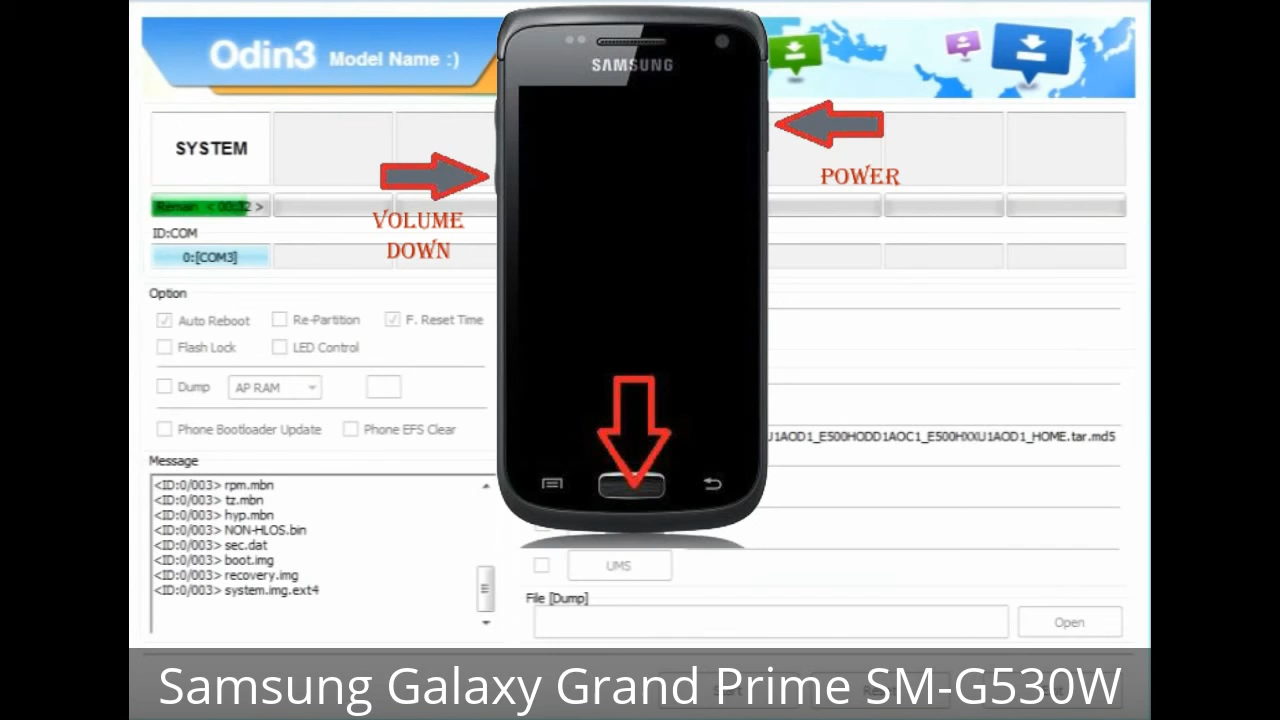 Odin3 Model Name :)
SAMSUNG
SYSTEM
POWER
Remain < 00:12 >
VOLUME
DOWN
ID:COM
0:[COM3]
Option
Auto Reboot
Re-Partition
F. Reset Time
Flash Lock
LED Control
Dump
AP RAM
Phone Bootloader Update
Phone EFS Clear
U1AOD1_E500HODD1AOC1_E500HXXU1AOD1_HOME.tar.md5
Message
<ID:0/003> rpm.mbn
<ID:0/003> tz.mbn
<ID:0/003> hyp.mbn
<ID:0/003> NON-HLOS.bin
<ID:0/003> sec.dat
<ID:0/003> boot.img
<ID:0/003> recovery.img
<ID:0/003> system.img.ext4
UMS
File [Dump]
Open
Samsung Galaxy Grand Prime SM-G530W